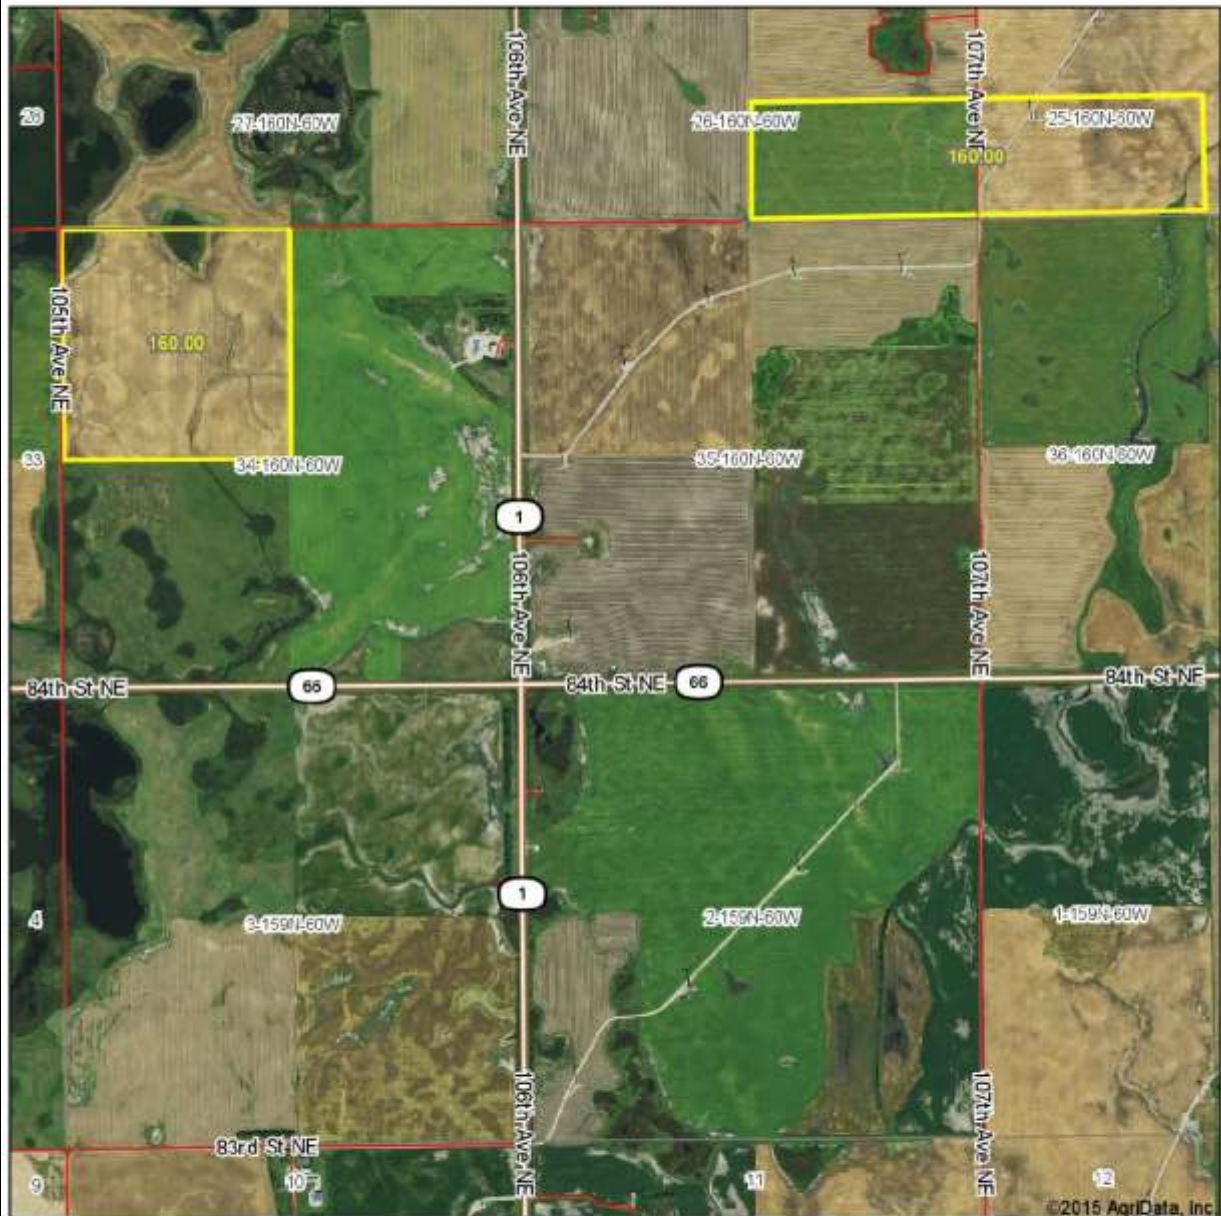 106th Ave NE
107th Ave NE
28
27-160N-60W
26-160N-60W
25-160N-60W
160.00
105th Ave NE
160.00
33
34-160N-60W
35-160N-60W
36-160N-60W
1
106th Ave NE
107th Ave NE
84th St NE
66
84th St NE
66
84th St NE
1
4
3-159N-60W
2-159N-60W
1-159N-60W
106th Ave NE
107th Ave NE
83rd St NE
9
10
11
12
©2015 AgriData, Inc.